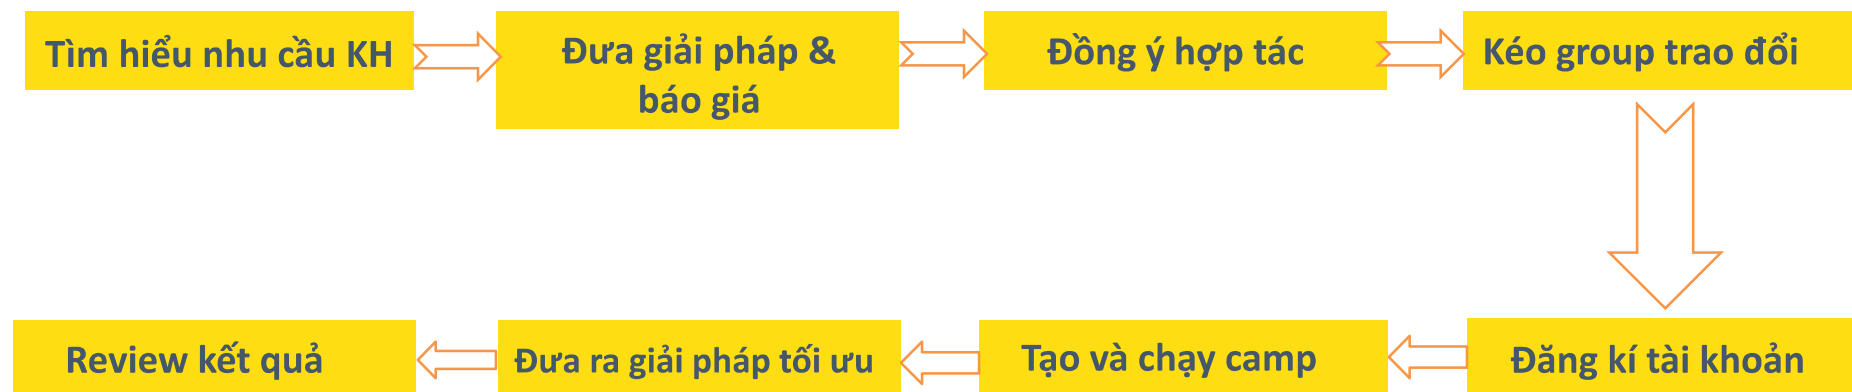 Tìm hiểu nhu cầu KH
Đưa giải pháp &
báo giá
Đồng ý hợp tác
Kéo group trao đổi
Đăng kí tài khoản
Tạo và chạy camp
Đưa ra giải pháp tối ưu
Review kết quả